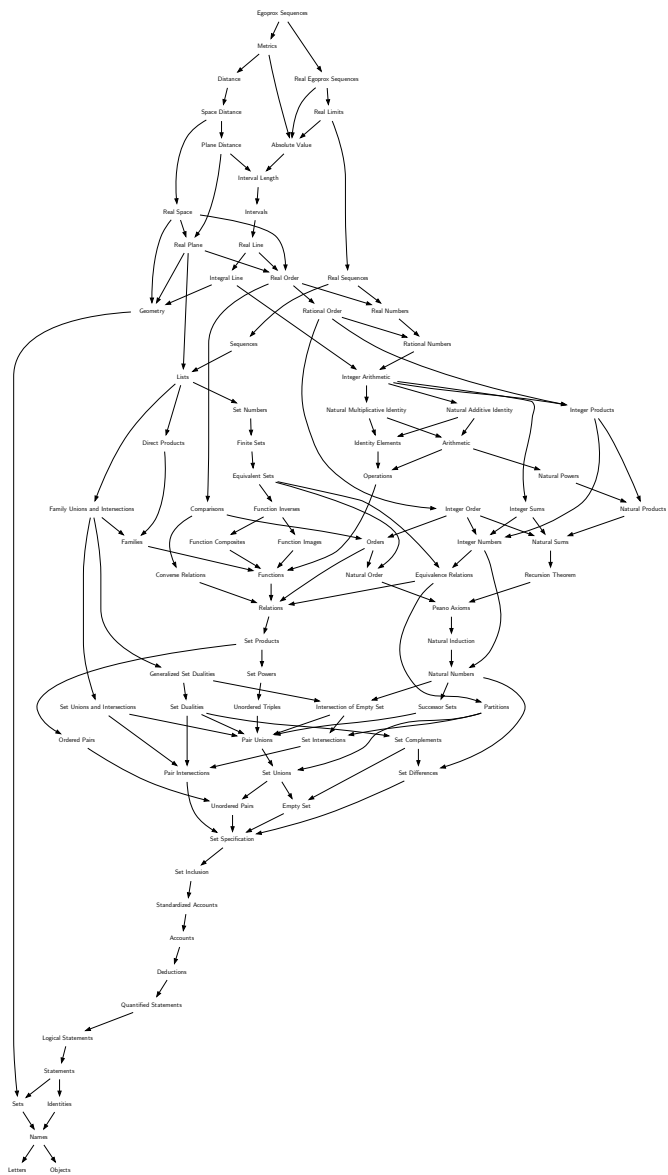 Egoprox Sequences
Metrics
Distance
Real Egoprox Sequences
Space Distance
Real Limits
Plane Distance
Absolute Value
Interval Length
Real Space
Intervals
Real Plane
Real Line
Integral Line
Real Order
Real Sequences
Geometry
Rational Order
Real Numbers
Sequences
Rational Numbers
Lists
Integer Arithmetic
Set Numbers
Natural Multiplicative Identity
Natural Additive Identity
Integer Products
Direct Products
Finite Sets
Identity Elements
Arithmetic
Equivalent Sets
Operations
Natural Powers
Family Unions and Intersections
Comparisons
Function Inverses
Integer Order
Integer Sums
Natural Products
Families
Function Composites
Function Images
Orders
Integer Numbers
Natural Sums
Converse Relations
Functions
Natural Order
Equivalence Relations
Recursion Theorem
Relations
Peano Axioms
Set Products
Natural Induction
Generalized Set Dualities
Set Powers
Natural Numbers
Set Unions and Intersections
Set Dualities
Unordered Triples
Intersection of Empty Set
Successor Sets
Partitions
Ordered Pairs
Pair Unions
Set Intersections
Set Complements
Pair Intersections
Set Unions
Set Differences
Unordered Pairs
Empty Set
Set Specification
Set Inclusion
Standardized Accounts
Accounts
Deductions
Quantified Statements
Logical Statements
Statements
Sets
Identities
Names
Letters
Objects